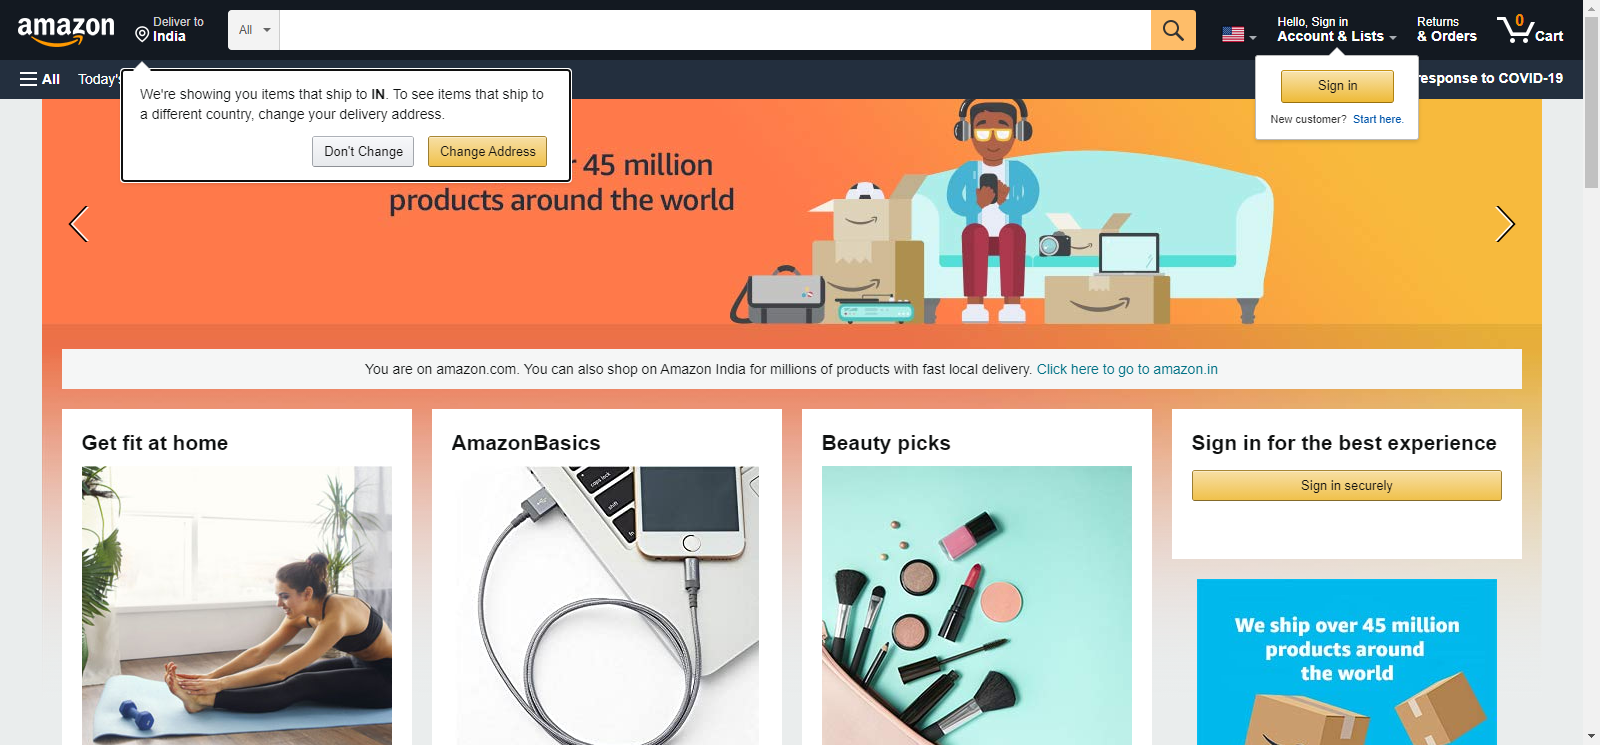 amazon
Deliver to
India
All
Hello, Sign in
Account & Lists
Returns
& Orders
0
Cart
All
Today's
response to COVID-19
We're showing you items that ship to IN. To see items that ship to
a different country, change your delivery address.
Don't Change
Change Address
Sign in
New customer? Start here.
45 million
products around the world
You are on amazon.com. You can also shop on Amazon India for millions of products with fast local delivery. Click here to go to amazon.in
Get fit at home
AmazonBasics
Beauty picks
Sign in for the best experience
Sign in securely
caps lock
shift
We ship over 45 million
products around
the world